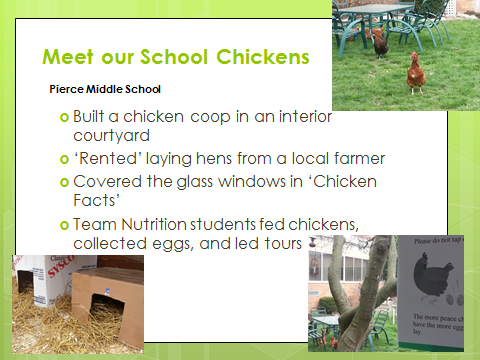 Meet our School Chickens
Pierce Middle School
Built a chicken coop in an interior
courtyard
‘Rented’ laying hens from a local farmer
Covered the glass windows in ‘Chicken
Facts’
Team Nutrition students fed chickens,
collected eggs, and led tours
Classic
SYSCO
Please do not tap
The more peace
have the more eggs
lay.